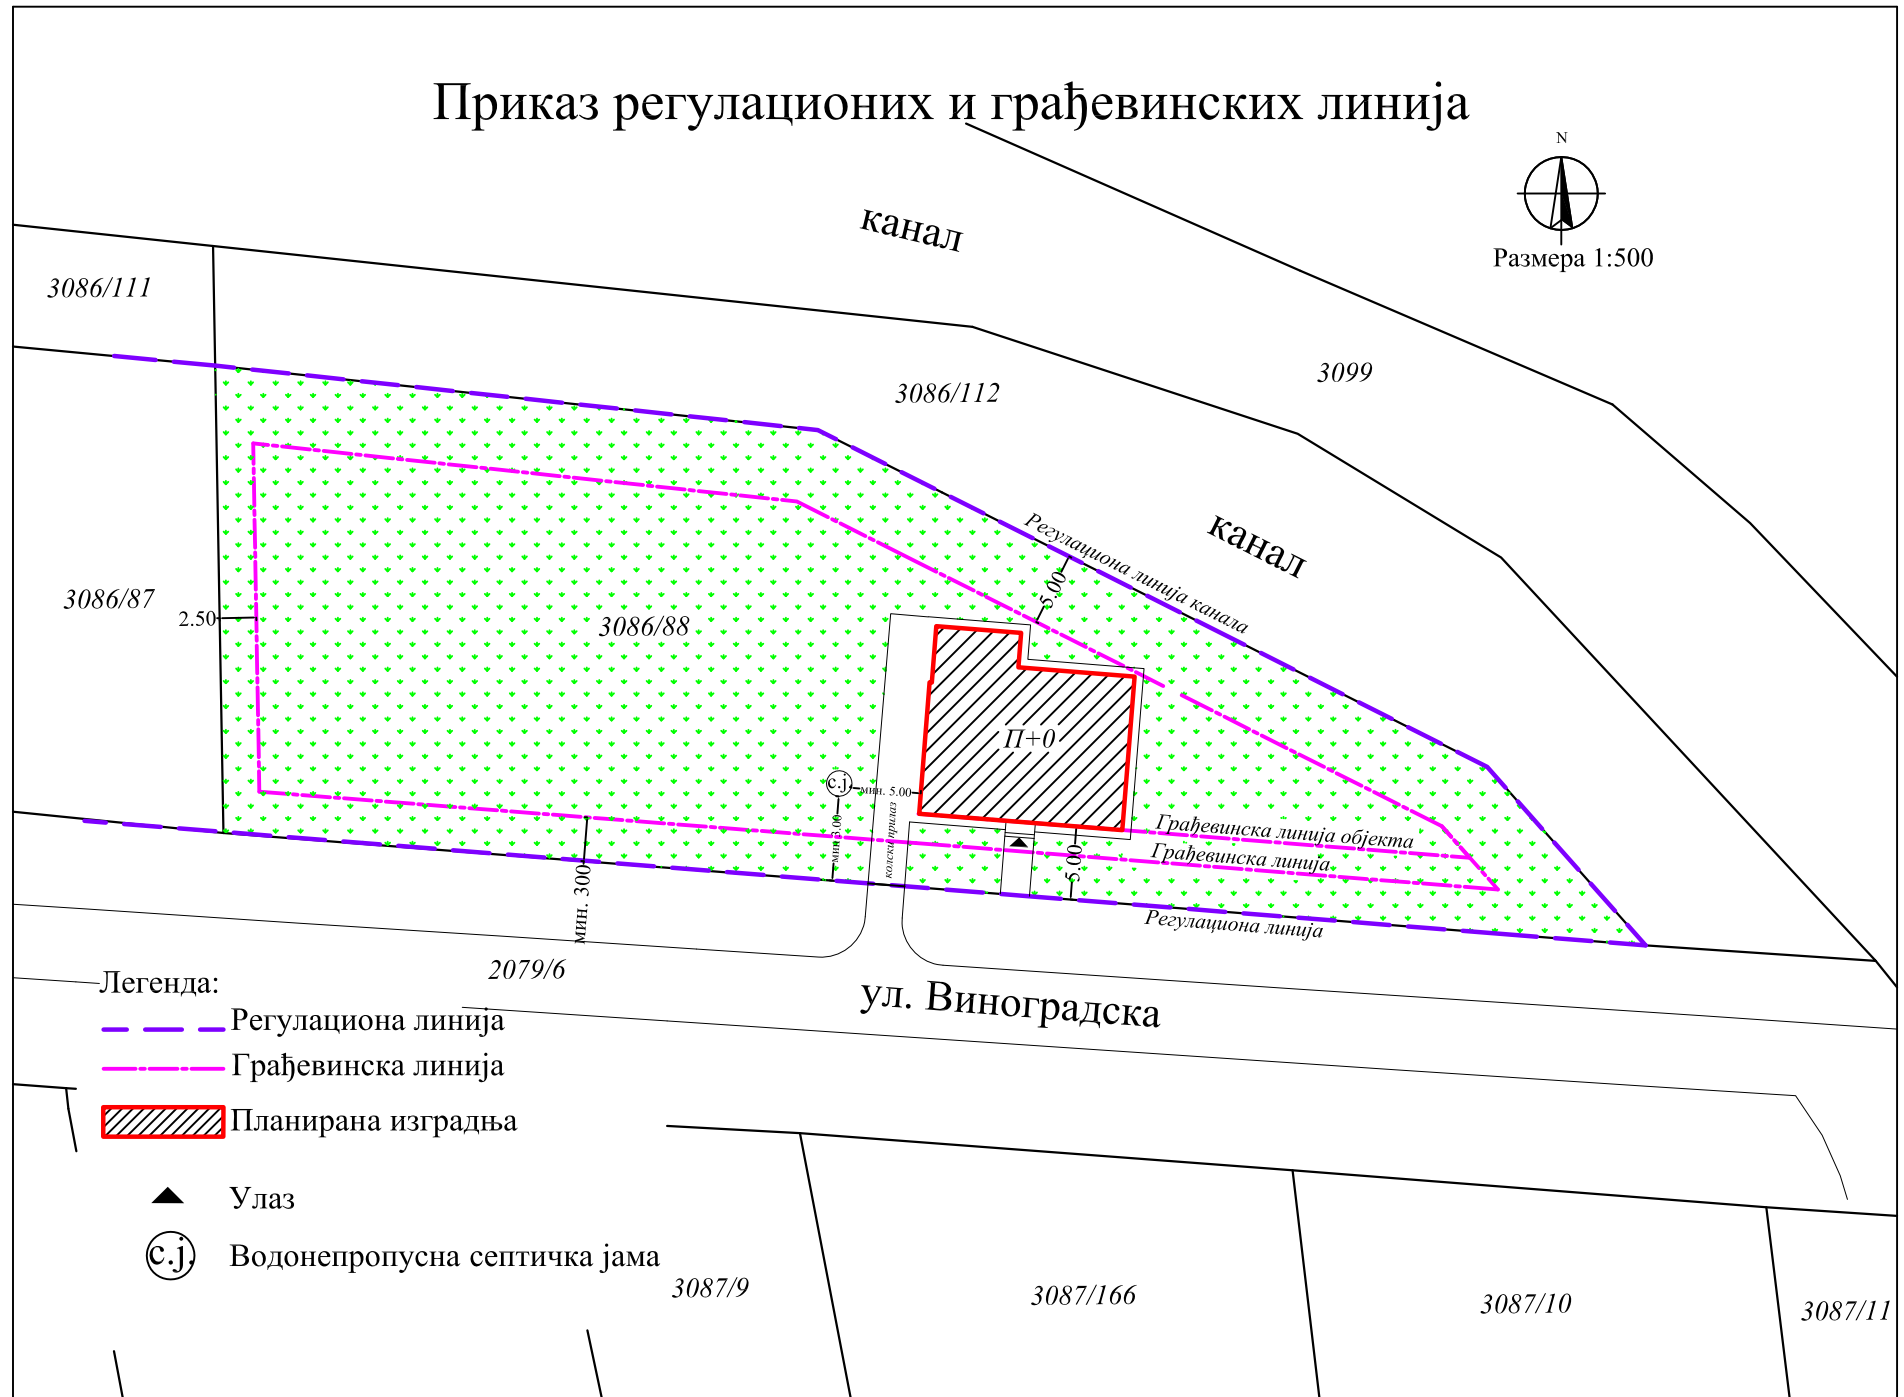 Приказ регулационих и грађевинских линија
N
Размера 1:500
канал
3086/111
3099
3086/112
канал
Регулациона линија канала
5.00
3086/87
2.50
3086/88
П+0
с.ј.
мин. 5.00
мин.3.00
колски прилаз
Грађевинска линија објекта
Грађевинска линија
5.00
мин. 300
Регулациона линија
2079/6
ул. Виноградска
Легенда:
Регулациона линија
Грађевинска линија
Планирана изградња
Улаз
с.ј.
Водонепропусна септичка јама
3087/9
3087/166
3087/10
3087/11